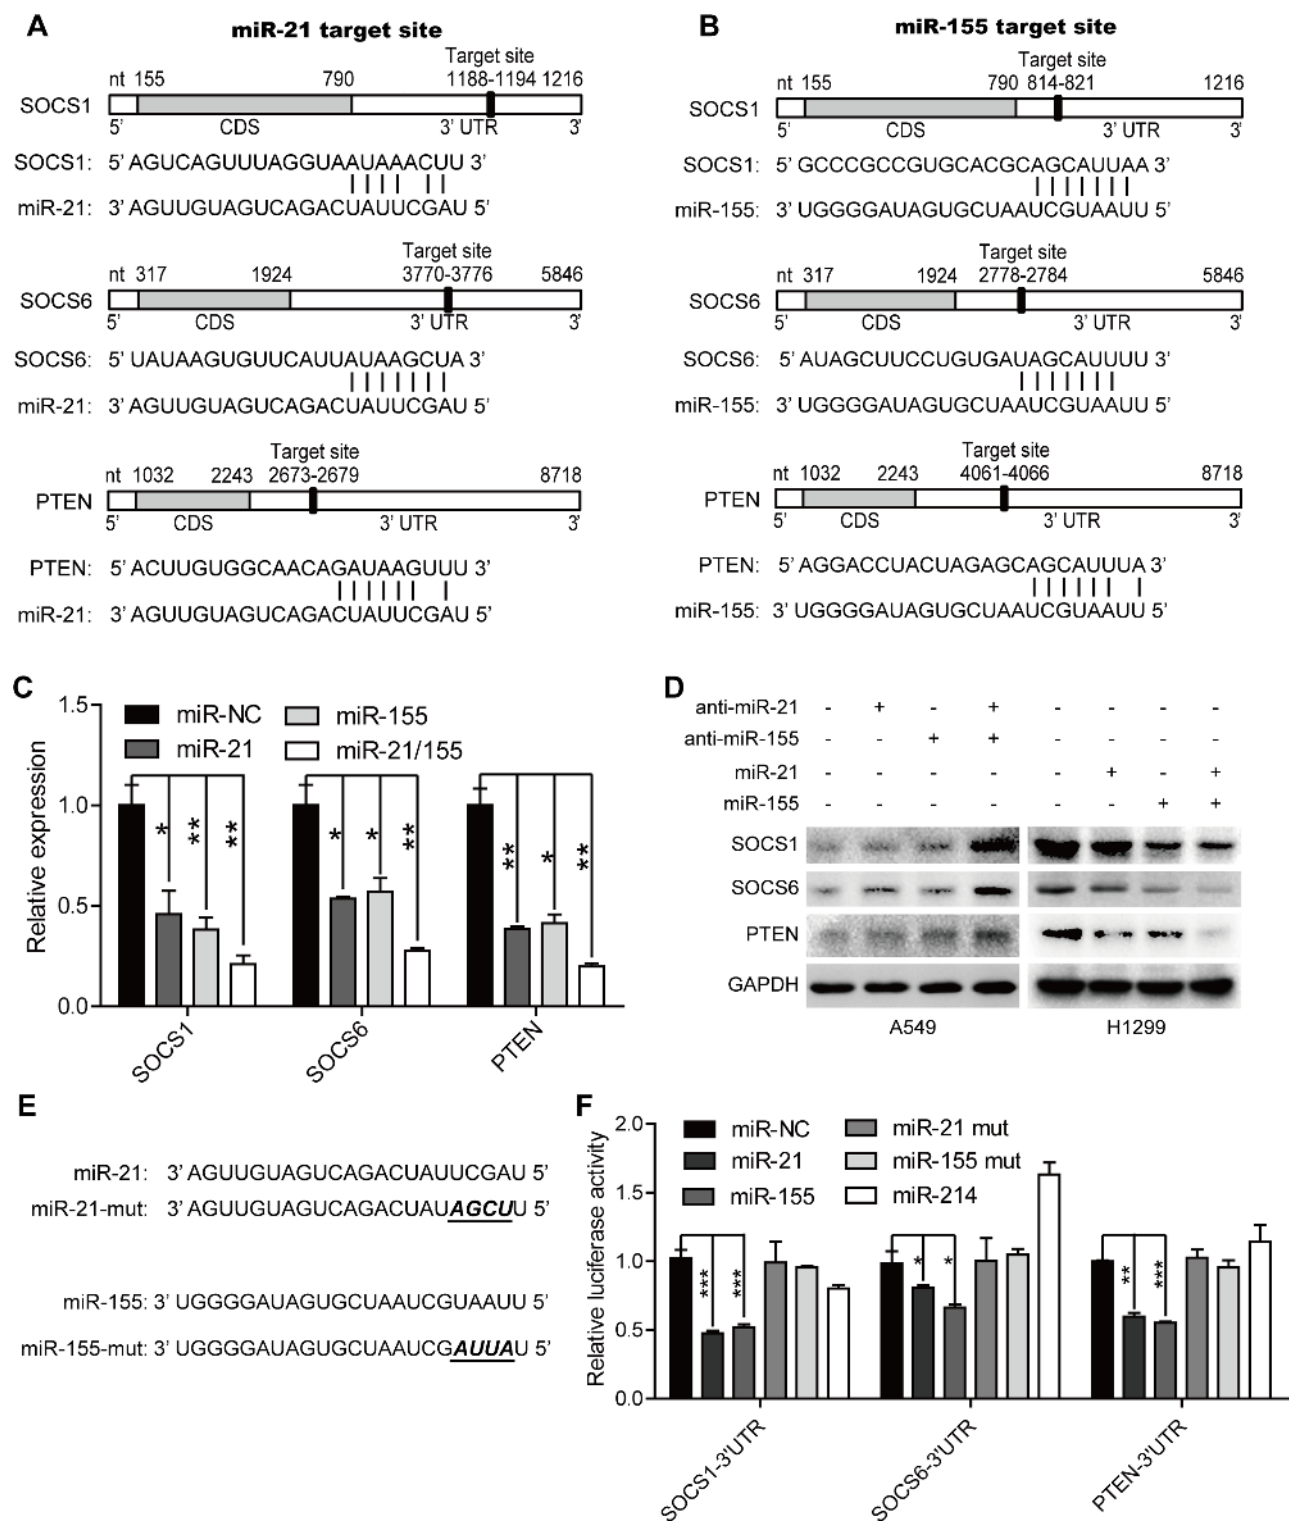 A
miR-21 target site
Target site
nt 155 790 1188-1194 1216
SOCS1
5' CDS 3' UTR 3'
SOCS1: 5' AGUCAGUUUAGGUAAUAAACUU 3'
miR-21: 3' AGUUGUAGUCAGACUAUUCGAU 5'
Target site
nt 317 1924 3770-3776 5846
SOCS6
5' CDS 3' UTR 3'
SOCS6: 5' UAUAAGUGUUCAUUAUAAGCUA 3'
miR-21: 3' AGUUGUAGUCAGACUAUUCGAU 5'
Target site
nt 1032 2243 2673-2679 8718
PTEN
5' CDS 3' UTR 3'
PTEN: 5' ACUUGUGGCAACAGAUAAGUUU 3'
miR-21: 3' AGUUGUAGUCAGACUAUUCGAU 5'
B
miR-155 target site
Target site
nt 155 790 814-821 1216
SOCS1
5' CDS 3' UTR 3'
SOCS1: 5' GCCCGCCGUGCACGCAGCAUUAA 3'
miR-155: 3' UGGGGAUAGUGCUAAUCGUAAUU 5'
Target site
nt 317 1924 2778-2784 5846
SOCS6
5' CDS 3' UTR 3'
SOCS6: 5' AUAGCUUCCUGUGAUAGCAUUUU 3'
miR-155: 3' UGGGGAUAGUGCUAAUCGUAAUU 5'
Target site
nt 1032 2243 4061-4066 8718
PTEN
5' CDS 3' UTR 3'
PTEN: 5' AGGACCUACUAGAGCAGCAUUUA 3'
miR-155: 3' UGGGGAUAGUGCUAAUCGUAAUU 5'
C
Relative expression
1.5
1.0
0.5
0.0
miR-NC miR-155
miR-21 miR-21/155
* ** **
* * **
** * **
SOCS1 SOCS6 PTEN
D
anti-miR-21 - + - + - - - -
anti-miR-155 - - + + - - - -
miR-21 - - - - - + - +
miR-155 - - - - - - + +
SOCS1
SOCS6
PTEN
GAPDH
A549 H1299
E
miR-21: 3' AGUUGUAGUCAGACUAUUCGAU 5'
miR-21-mut: 3' AGUUGUAGUCAGACUAUAGCUU 5'
miR-155: 3' UGGGGAUAGUGCUAAUCGUAAUU 5'
miR-155-mut: 3' UGGGGAUAGUGCUAAUCGAUUAU 5'
F
Relative luciferase activity
2.0
1.5
1.0
0.5
0.0
miR-NC miR-21 mut
miR-21 miR-155 mut
miR-155 miR-214
*** ***
* *
** ***
SOCS1-3'UTR SOCS6-3'UTR PTEN-3'UTR